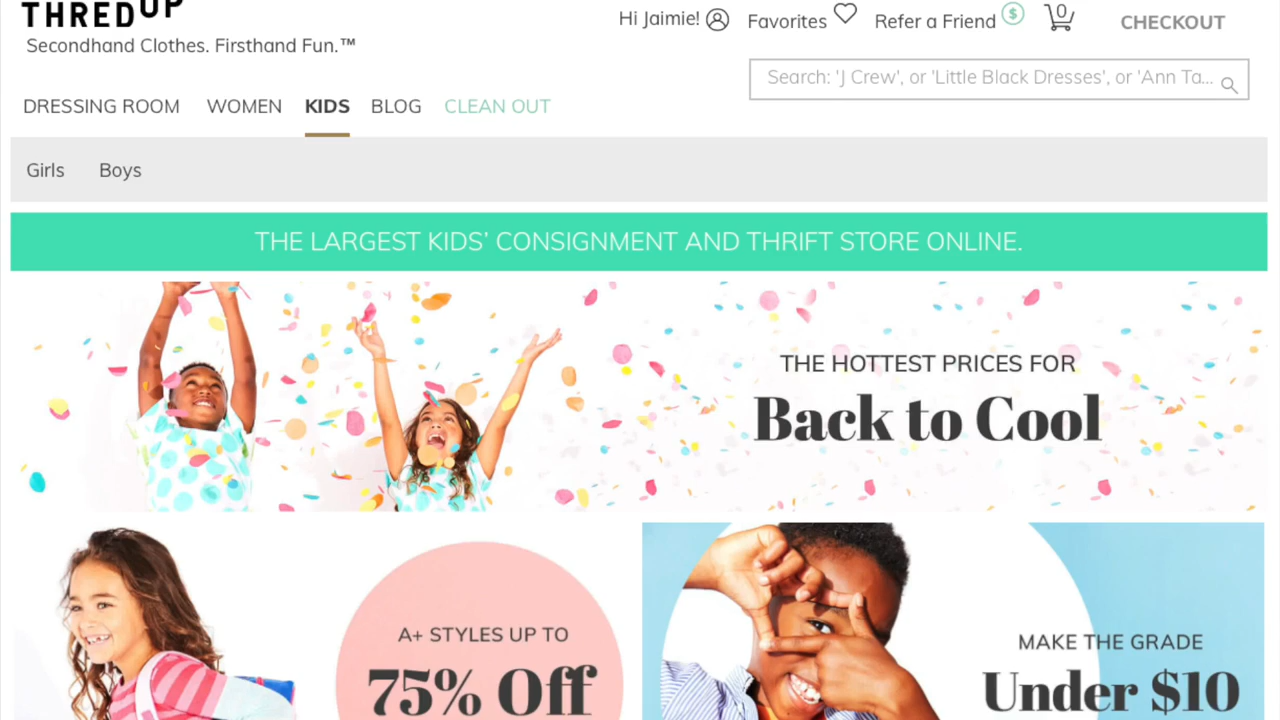 THREDUP
Hi Jaimie!
Favorites
Refer a Friend
$
0
CHECKOUT
Secondhand Clothes. Firsthand Fun.™
Search: 'J Crew', or 'Little Black Dresses', or 'Ann Ta...
DRESSING ROOM
WOMEN
KIDS
BLOG
CLEAN OUT
Girls
Boys
THE LARGEST KIDS’ CONSIGNMENT AND THRIFT STORE ONLINE.
THE HOTTEST PRICES FOR
Back to Cool
A+ STYLES UP TO
75% Off
MAKE THE GRADE
Under $10